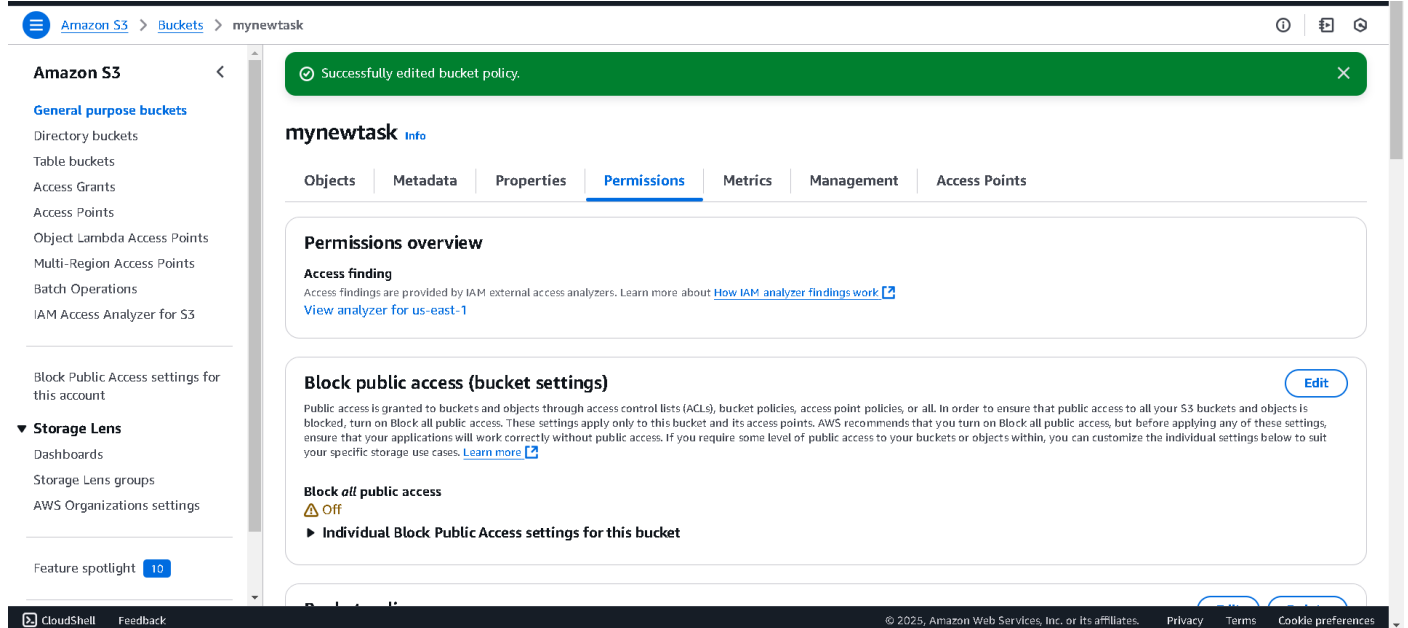 Amazon S3 > Buckets > mynewtask
Amazon S3
General purpose buckets
Directory buckets
Table buckets
Access Grants
Access Points
Object Lambda Access Points
Multi-Region Access Points
Batch Operations
IAM Access Analyzer for S3
Block Public Access settings for
this account
Storage Lens
Dashboards
Storage Lens groups
AWS Organizations settings
Feature spotlight 10
Successfully edited bucket policy.
mynewtask Info
Objects Metadata Properties Permissions Metrics Management Access Points
Permissions overview
Access finding
Access findings are provided by IAM external access analyzers. Learn more about How IAM analyzer findings work
View analyzer for us-east-1
Block public access (bucket settings) Edit
Public access is granted to buckets and objects through access control lists (ACLs), bucket policies, access point policies, or all. In order to ensure that public access to all your S3 buckets and objects is
blocked, turn on Block all public access. These settings apply only to this bucket and its access points. AWS recommends that you turn on Block all public access, but before applying any of these settings,
ensure that your applications will work correctly without public access. If you require some level of public access to your buckets or objects within, you can customize the individual settings below to suit
your specific storage use cases. Learn more
Block all public access
Off
Individual Block Public Access settings for this bucket
CloudShell Feedback © 2025, Amazon Web Services, Inc. or its affiliates. Privacy Terms Cookie preferences